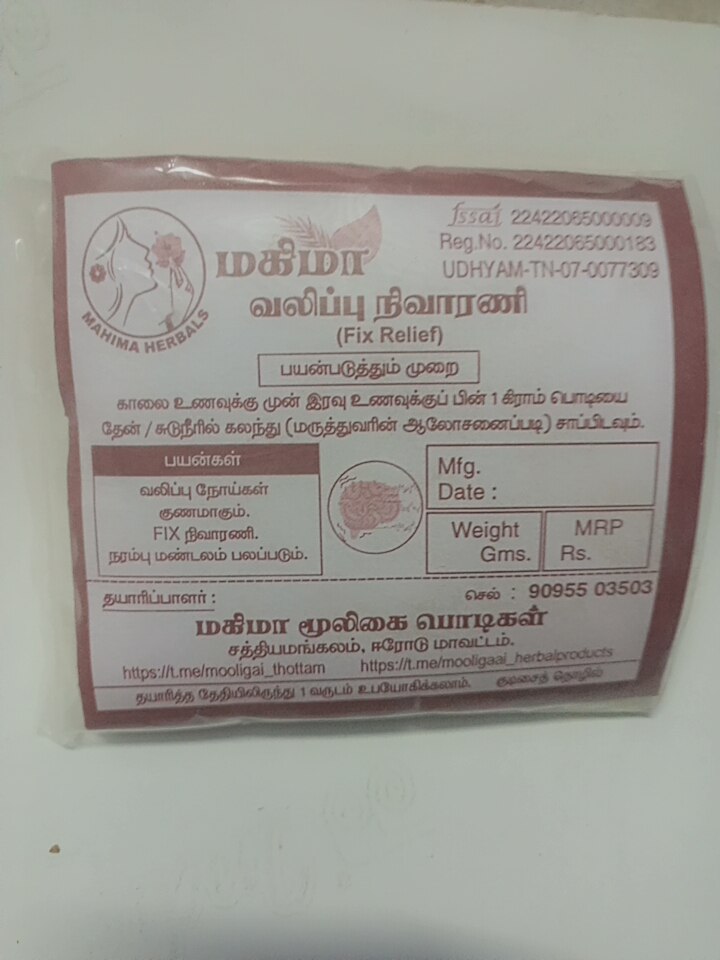 fssai 22422065000009
Reg.No. 22422065000183
UDHYAM-TN-07-0077309
MAHIMA HERBALS
மகிமா
வலிப்பு நிவாரணி
(Fix Relief)
பயன்படுத்தும் முறை
காலை உணவுக்கு முன் இரவு உணவுக்குப் பின் 1 கிராம் பொடியை
தேன் / சுடுநீரில் கலந்து (மருத்துவரின் ஆலோசனைப்படி) சாப்பிடவும்.
பயன்கள்
வலிப்பு நோய்கள்
குணமாகும்.
FIX நிவாரணி.
நரம்பு மண்டலம் பலப்படும்.
Mfg.
Date :
Weight
Gms.
MRP
Rs.
தயாரிப்பாளர் :
செல் : 90955 03503
மகிமா மூலிகை பொடிகள்
சத்தியமங்கலம், ஈரோடு மாவட்டம்.
https://t.me/mooligai_thottam https://t.me/mooligaai_herbalproducts
தயாரித்த தேதியிலிருந்து 1 வருடம் உபயோகிக்கலாம். குடிசைத் தொழில்